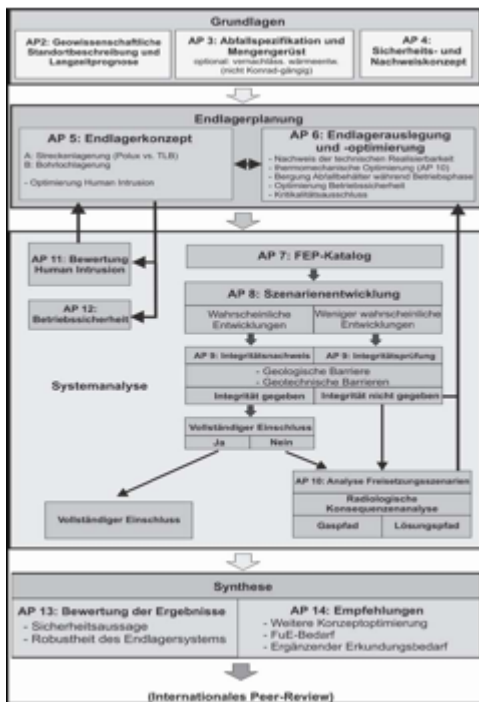 Grundlagen
AP2: Geowissenschaftliche
Standortbeschreibung und
Langzeitprognose
AP 3: Abfallspezifikation und
Mengengerüst
optional: vernachläss. wärmeentw.
(nicht Konrad-gängig)
AP 4:
Sicherheits- und
Nachweiskonzept
Endlagerplanung
AP 5: Endlagerkonzept
A: Streckenlagerung (Pollux vs. TLB)
B: Bohrlochlagerung
- Optimierung Human Intrusion
AP 6: Endlagerauslegung
und -optimierung
- Nachweis der technischen Realisierbarkeit
- thermomechanische Optimierung (AP 10)
- Bergung Abfallbehälter während Betriebsphase
- Optimierung Betriebssicherheit
- Kritikalitätsausschluss
AP 11: Bewertung
Human Intrusion
AP 12:
Betriebssicherheit
Systemanalyse
AP 7: FEP-Katalog
AP 8: Szenarienentwicklung
Wahrscheinliche
Entwicklungen
Weniger wahrscheinliche
Entwicklungen
AP 9: Integritätsnachweis
AP 9: Integritätsprüfung
- Geologische Barriere
- Geotechnische Barrieren
Integrität gegeben
Integrität nicht gegeben
Vollständiger Einschluss
Ja
Nein
Vollständiger Einschluss
AP 10: Analyse Freisetzungsszenarien
Radiologische
Konsequenzenanalyse
Gaspfad
Lösungspfad
Synthese
AP 13: Bewertung der Ergebnisse
- Sicherheitsaussage
- Robustheit des Endlagersystems
AP 14: Empfehlungen
- Weitere Konzeptoptimierung
- FuE-Bedarf
- Ergänzender Erkundungsbedarf
(Internationales Peer-Review)